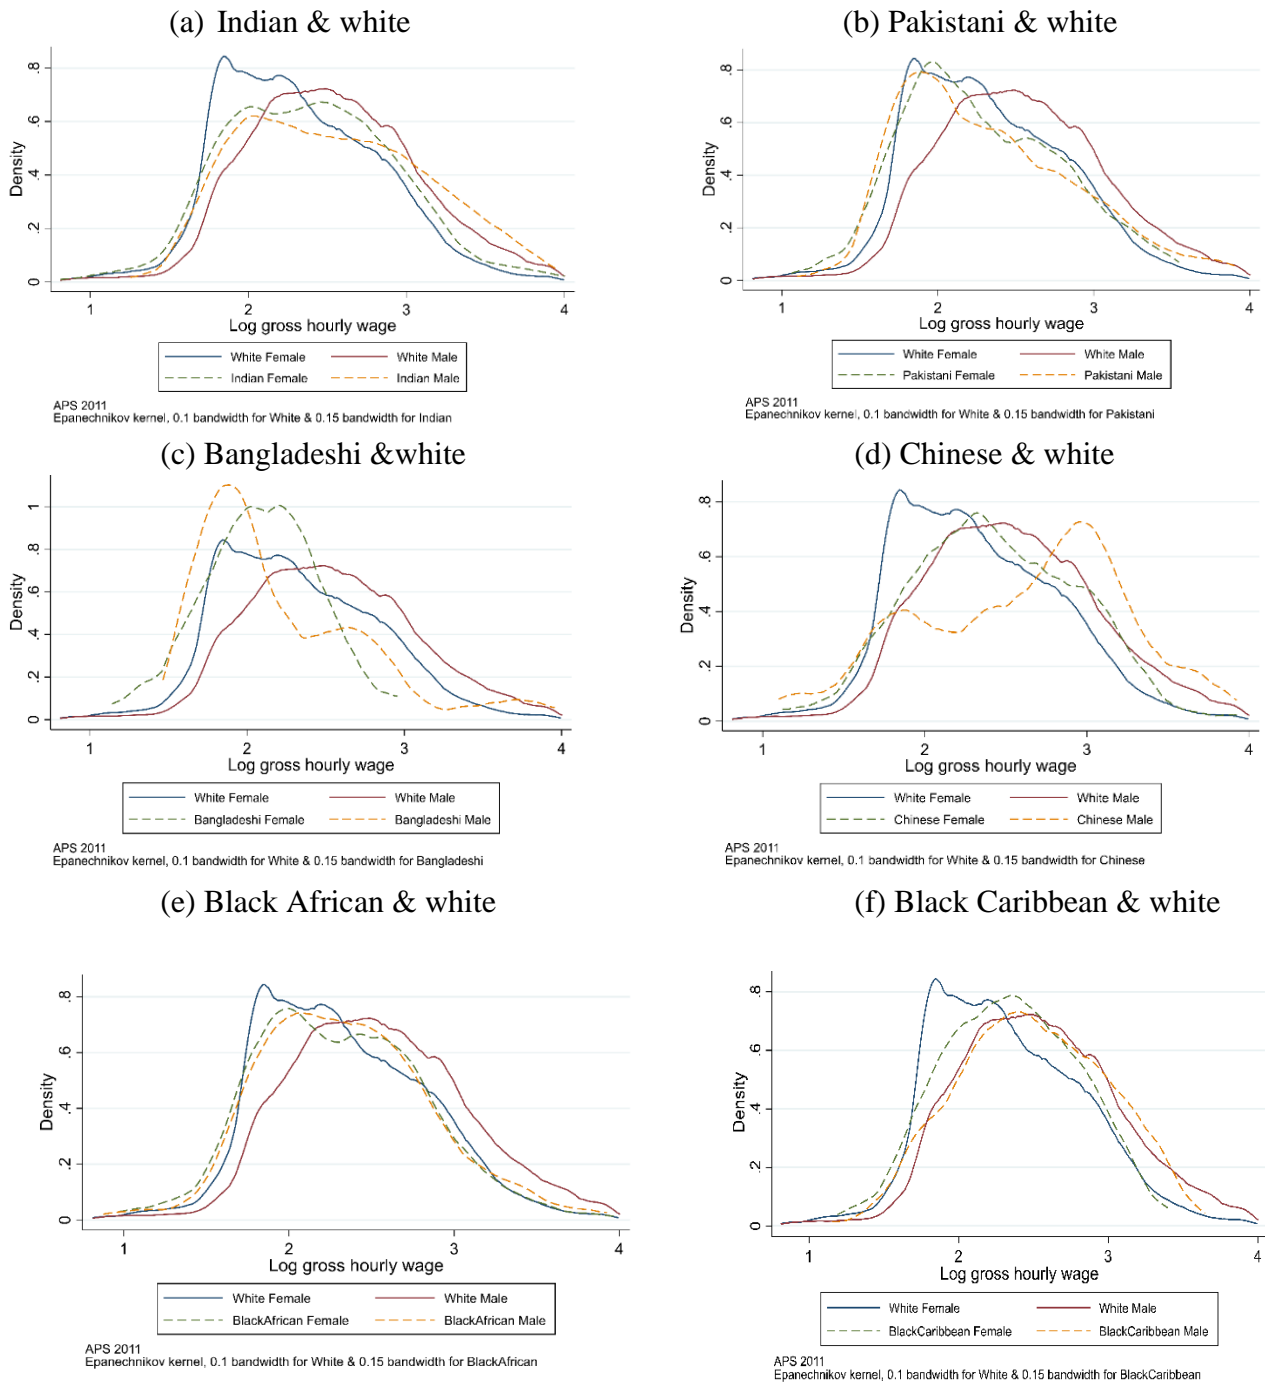 (a) Indian & white
Density
0
.2
.4
.6
.8
1
2
3
4
Log gross hourly wage
White Female
White Male
Indian Female
Indian Male
APS 2011
Epanechnikov kernel, 0.1 bandwidth for White & 0.15 bandwidth for Indian
(b) Pakistani & white
Density
0
.2
.4
.6
.8
1
2
3
4
Log gross hourly wage
White Female
White Male
Pakistani Female
Pakistani Male
APS 2011
Epanechnikov kernel, 0.1 bandwidth for White & 0.15 bandwidth for Pakistani
(c) Bangladeshi &white
Density
0
.2
.4
.6
.8
1
1
2
3
4
Log gross hourly wage
White Female
White Male
Bangladeshi Female
Bangladeshi Male
APS 2011
Epanechnikov kernel, 0.1 bandwidth for White & 0.15 bandwidth for Bangladeshi
(d) Chinese & white
Density
0
.2
.4
.6
.8
1
2
3
4
Log gross hourly wage
White Female
White Male
Chinese Female
Chinese Male
APS 2011
Epanechnikov kernel, 0.1 bandwidth for White & 0.15 bandwidth for Chinese
(e) Black African & white
Density
0
.2
.4
.6
.8
1
2
3
4
Log gross hourly wage
White Female
White Male
BlackAfrican Female
BlackAfrican Male
APS 2011
Epanechnikov kernel, 0.1 bandwidth for White & 0.15 bandwidth for BlackAfrican
(f) Black Caribbean & white
Density
0
.2
.4
.6
.8
1
2
3
4
Log gross hourly wage
White Female
White Male
BlackCaribbean Female
BlackCaribbean Male
APS 2011
Epanechnikov kernel, 0.1 bandwidth for White & 0.15 bandwidth for BlackCaribbean